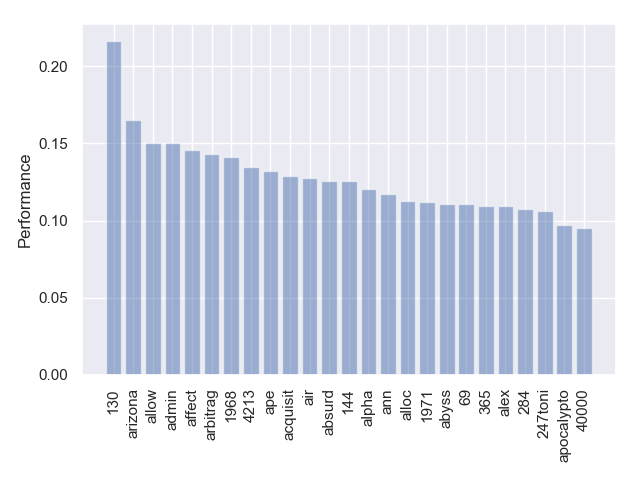 0.20
0.15
0.10
0.05
0.00
Performance
130
arizona
allow
admin
affect
arbitrag
1968
4213
ape
acquisit
air
absurd
144
alpha
ann
alloc
1971
abyss
69
365
alex
284
247toni
apocalypto
40000